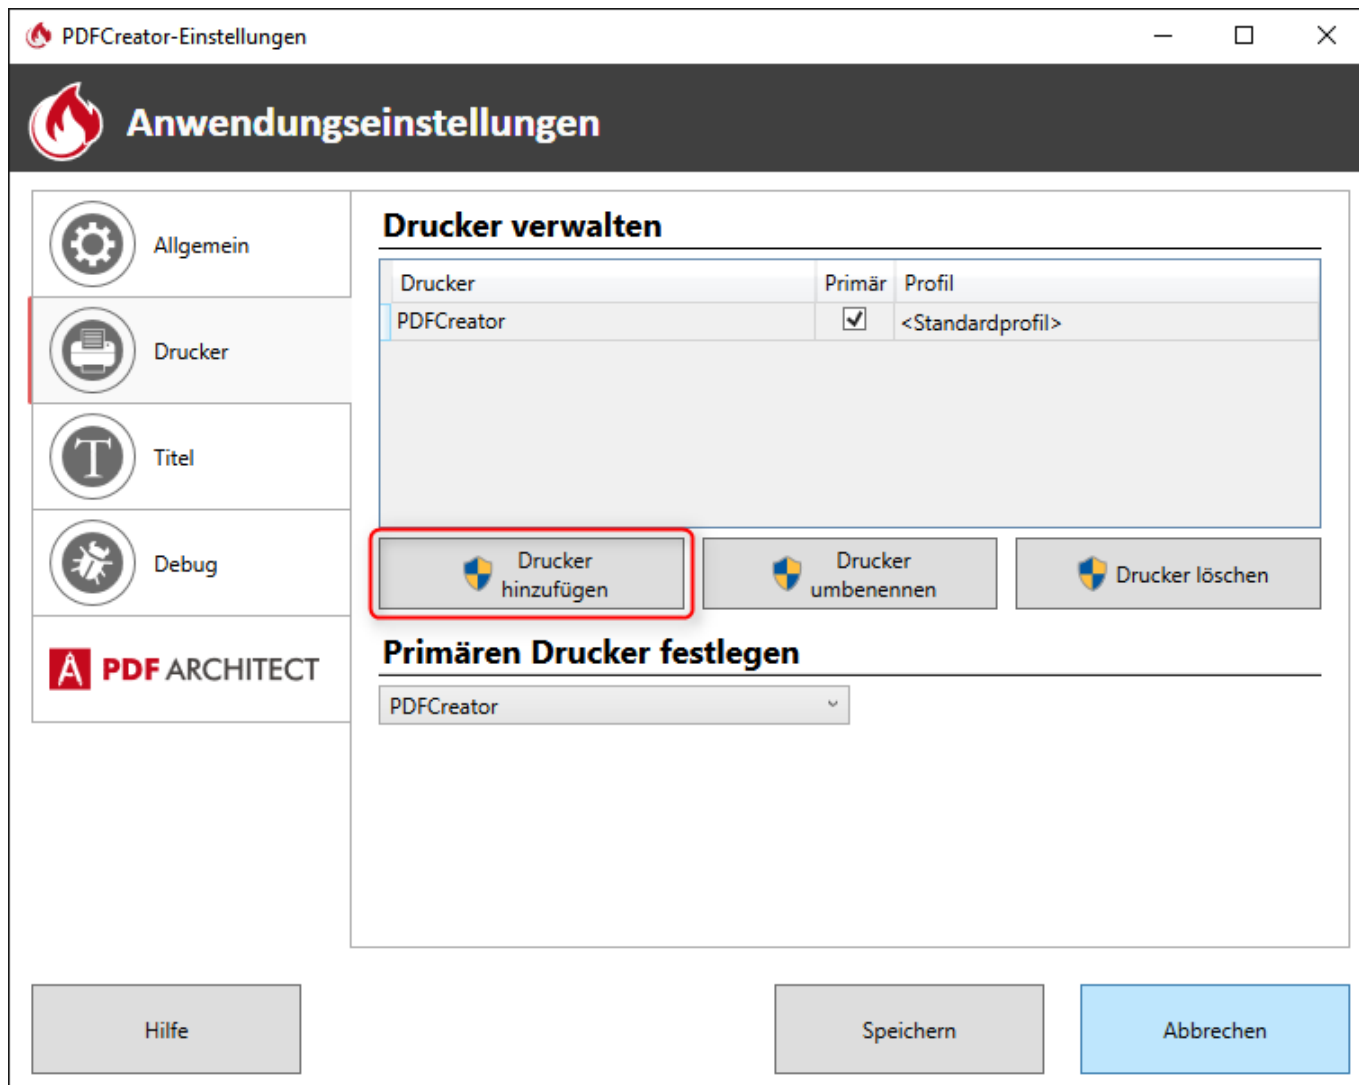 PDFCreator-Einstellungen
Anwendungseinstellungen
Allgemein
Drucker
Titel
Debug
PDF ARCHITECT
Drucker verwalten
Drucker Primär Profil
PDFCreator <Standardprofil>
Drucker
hinzufügen
Drucker
umbenennen
Drucker löschen
Primären Drucker festlegen
PDFCreator
Hilfe
Speichern
Abbrechen